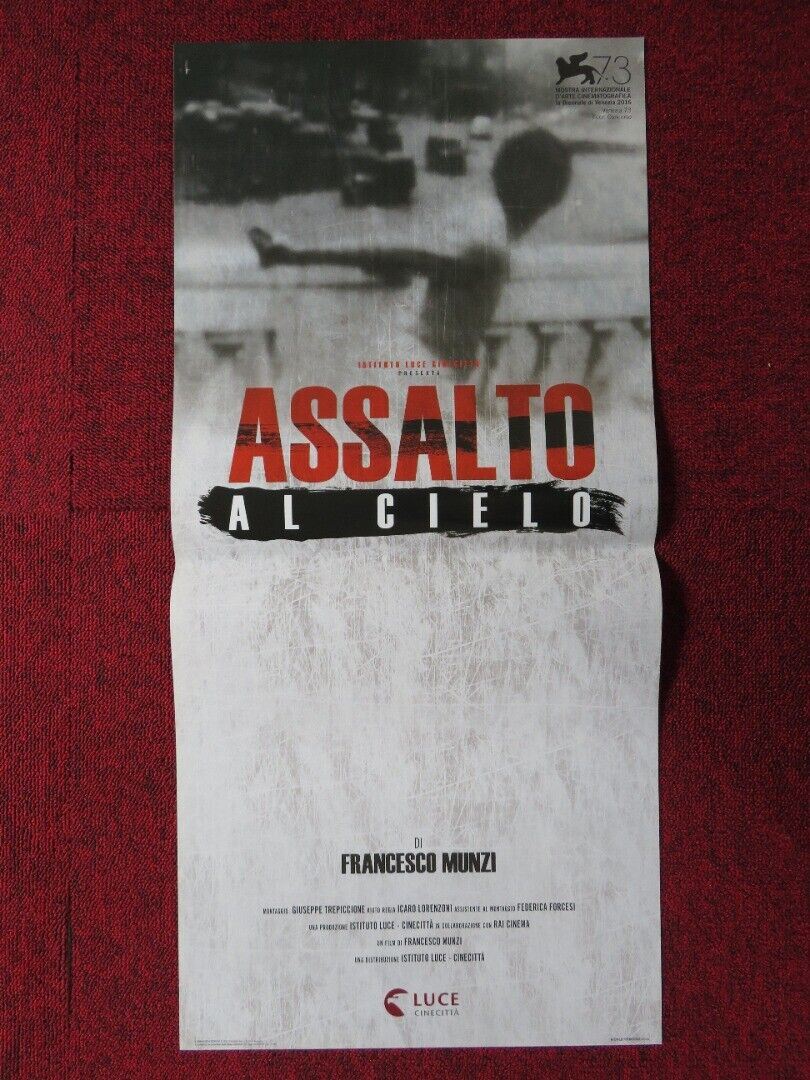 73
MOSTRA INTERNAZIONALE
D'ARTE CINEMATOGRAFICA
la Biennale di Venezia 2016
Venezia 73
ISTITUTO LUCE CINECITTÀ
PRESENTA
ASSALTO
AL CIELO
DI
FRANCESCO MUNZI
MONTAGGIO GIUSEPPE TREPICCIONE AIUTO REGIA ICARO LORENZONI ASSISTENTE AL MONTAGGIO FEDERICA FORCESI
UNA PRODUZIONE ISTITUTO LUCE - CINECITTÀ IN COLLABORAZIONE CON RAI CINEMA
UN FILM DI FRANCESCO MUNZI
UNA DISTRIBUZIONE ISTITUTO LUCE - CINECITTÀ
LUCE
CINECITTÀ